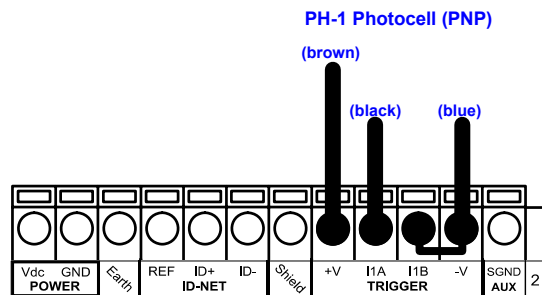 PH-1 Photocell (PNP)
(brown)
(black) (blue)
Vdc GND Earth REF ID+ ID- Shield +V I1A I1B -V SGND 2
POWER ID-NET TRIGGER AUX